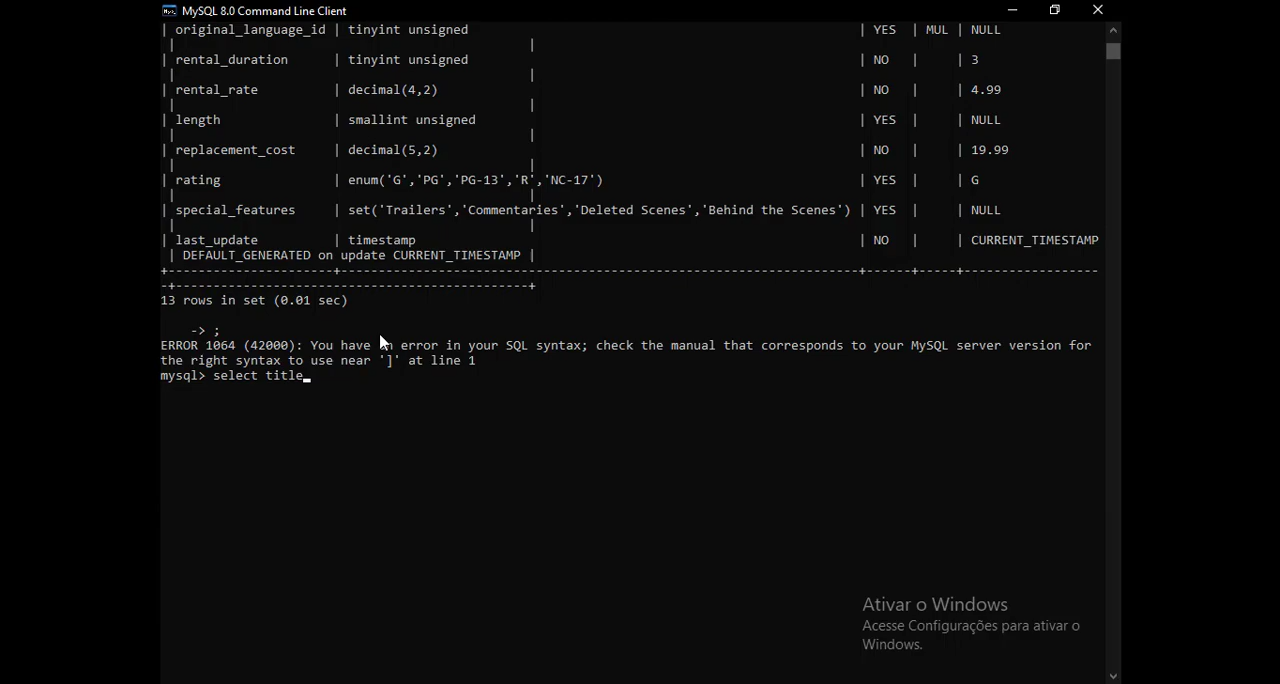 MySQL 8.0 Command Line Client
| original_language_id | tinyint unsigned | YES | MUL | NULL
| |
| rental_duration | tinyint unsigned | NO | | 3
| |
| rental_rate | decimal(4,2) | NO | | 4.99
| |
| length | smallint unsigned | YES | | NULL
| |
| replacement_cost | decimal(5,2) | NO | | 19.99
| |
| rating | enum('G','PG','PG-13','R','NC-17') | YES | | G
| |
| special_features | set('Trailers','Commentaries','Deleted Scenes','Behind the Scenes') | YES | | NULL
| |
| last_update | timestamp | NO | | CURRENT_TIMESTAMP
| DEFAULT_GENERATED on update CURRENT_TIMESTAMP |
+----------------------+---------------------------------------------------------------------+------+-----+------------------
-+-----------------------------------------------+
13 rows in set (0.01 sec)
-> ;
ERROR 1064 (42000): You have an error in your SQL syntax; check the manual that corresponds to your MySQL server version for
the right syntax to use near ']' at line 1
mysql> select title_
Ativar o Windows
Acesse Configurações para ativar o
Windows.